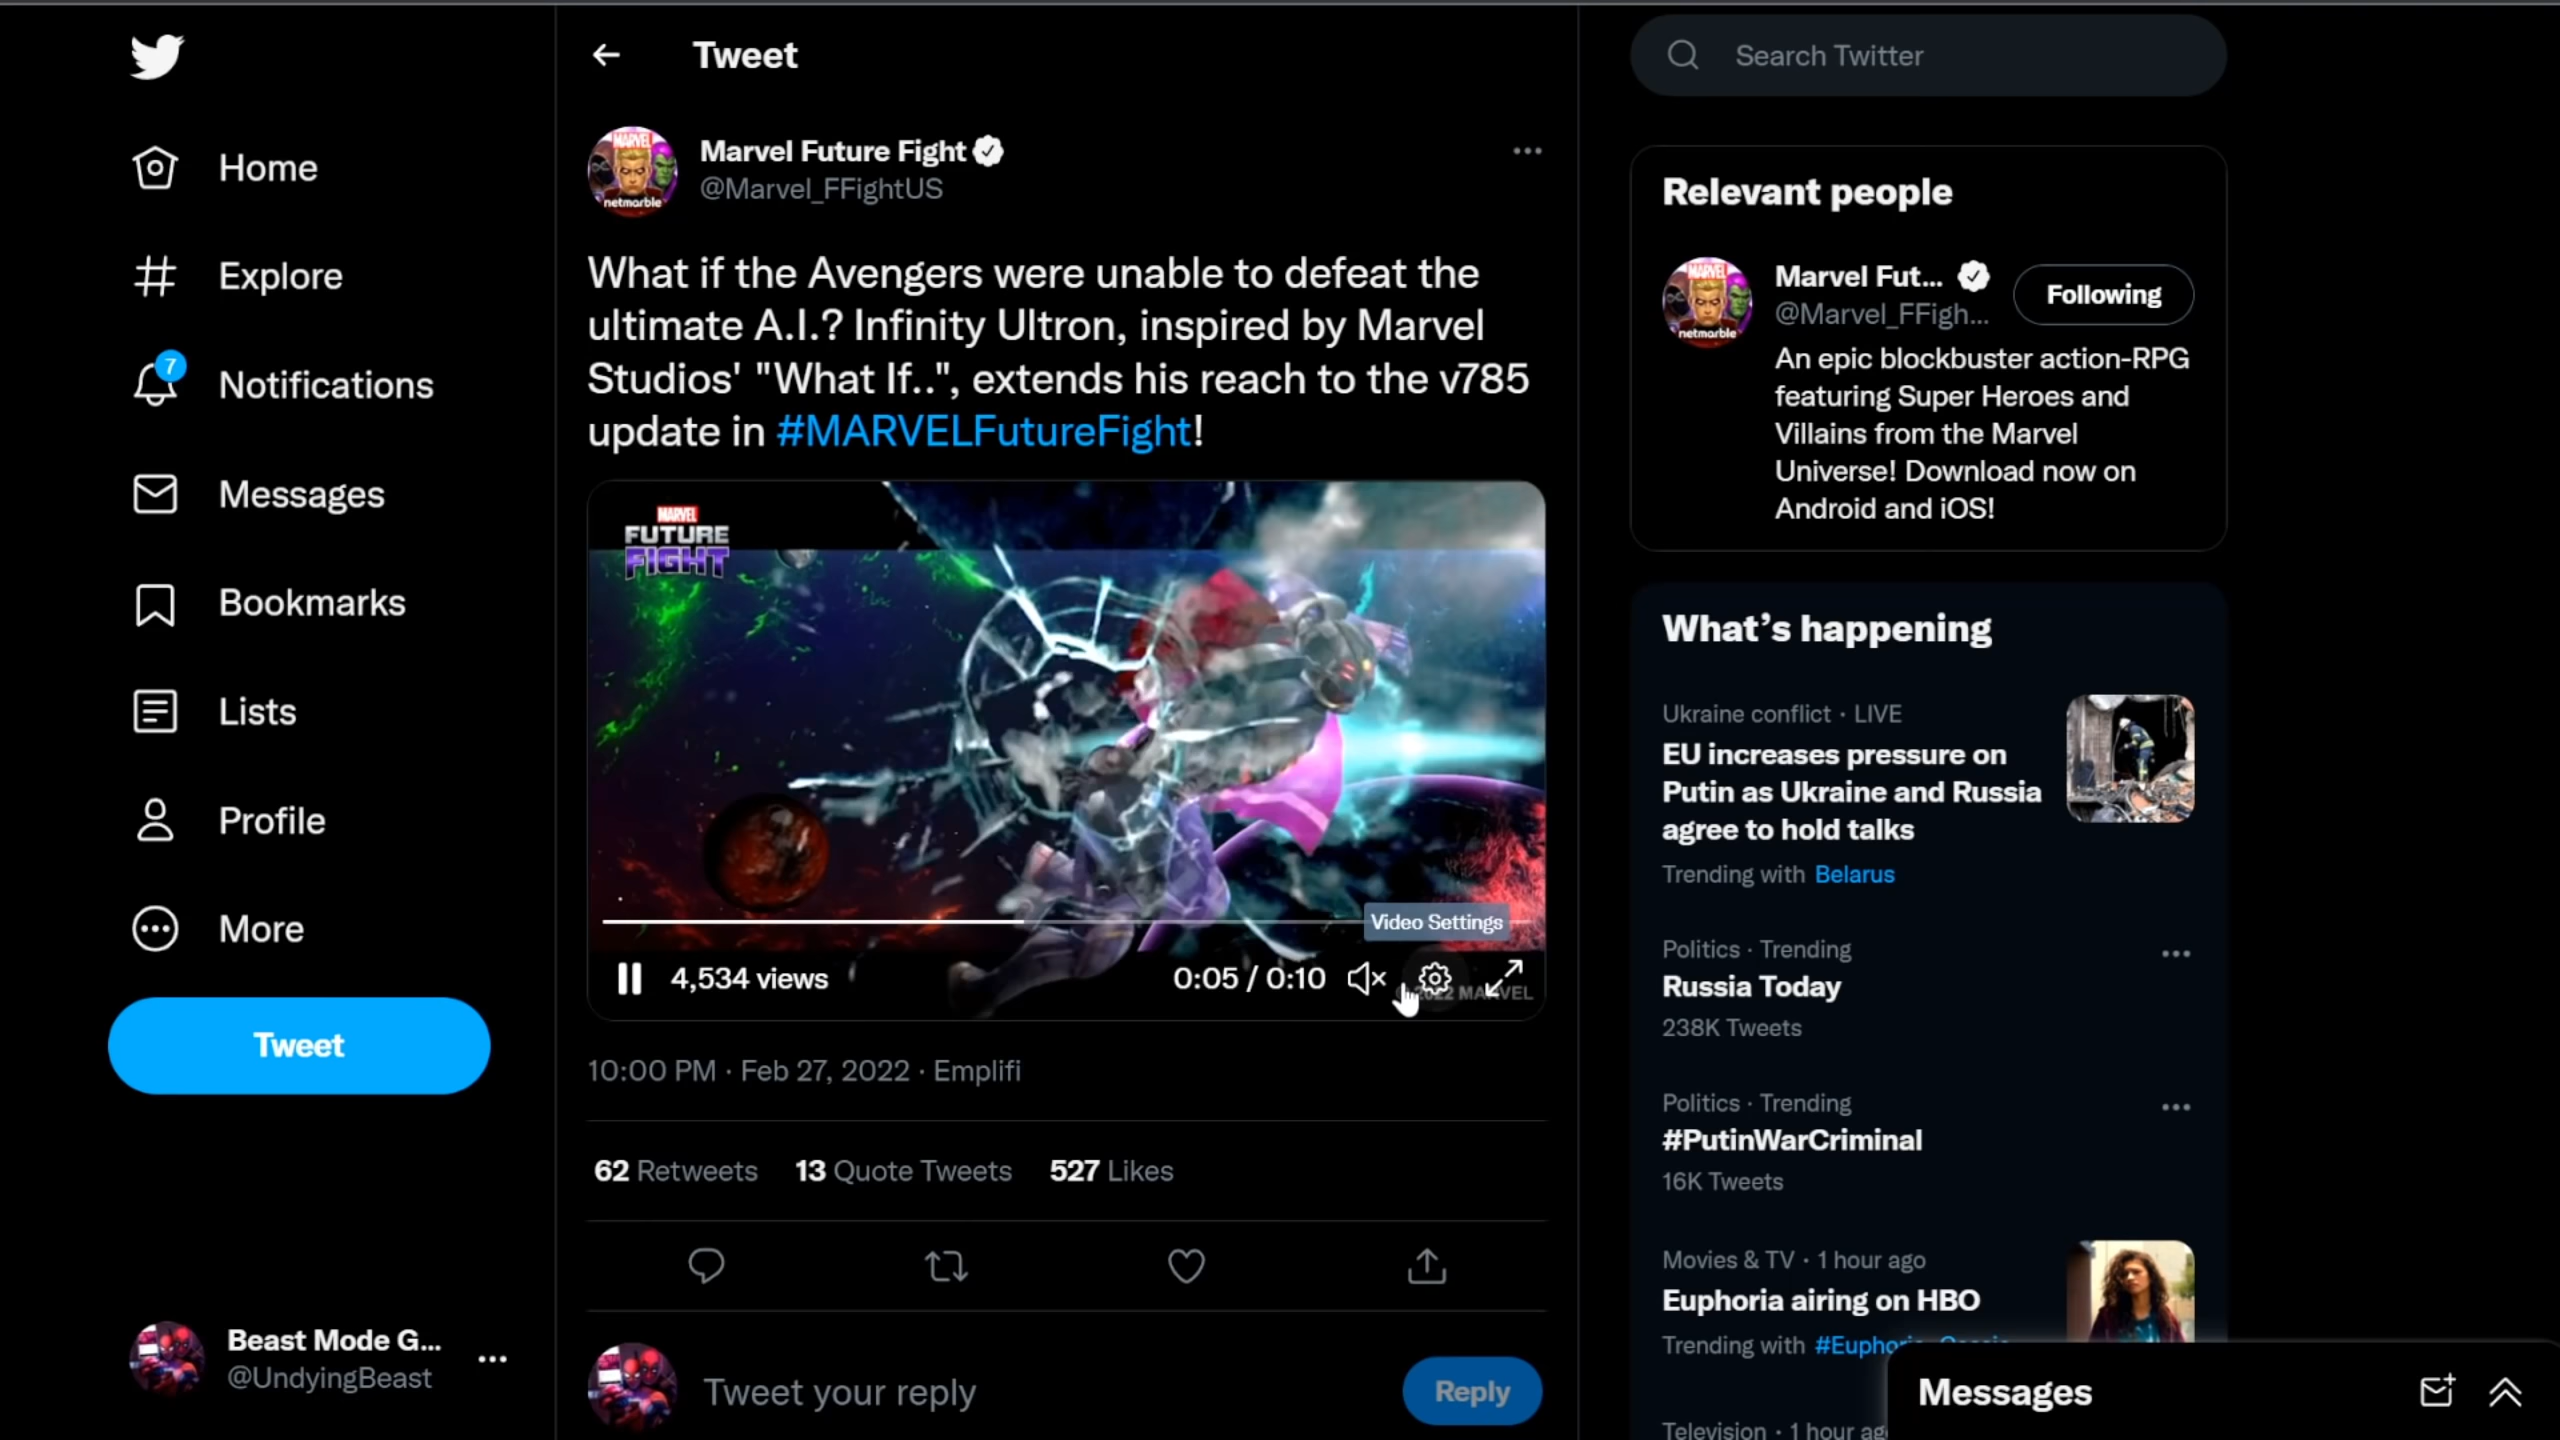 Home
Explore
7
Notifications
Messages
Bookmarks
Lists
Profile
More
Tweet
Beast Mode G...
@UndyingBeast
Tweet
MARVEL
netmarble
Marvel Future Fight
@Marvel_FFightUS
What if the Avengers were unable to defeat the
ultimate A.I.? Infinity Ultron, inspired by Marvel
Studios' "What If..", extends his reach to the v785
update in #MARVELFutureFight!
MARVEL
FUTURE
FIGHT
Video Settings
4,534 views
0:05 / 0:10
2022 MARVEL
10:00 PM · Feb 27, 2022 · Emplifi
62 Retweets 13 Quote Tweets 527 Likes
Tweet your reply
Reply
Search Twitter
Relevant people
MARVEL
netmarble
Marvel Fut...
@Marvel_FFigh...
Following
An epic blockbuster action-RPG
featuring Super Heroes and
Villains from the Marvel
Universe! Download now on
Android and iOS!
What's happening
Ukraine conflict · LIVE
EU increases pressure on
Putin as Ukraine and Russia
agree to hold talks
Trending with Belarus
Politics · Trending
Russia Today
238K Tweets
Politics · Trending
#PutinWarCriminal
16K Tweets
Movies & TV · 1 hour ago
Euphoria airing on HBO
Trending with
Messages
Television · 1 hour